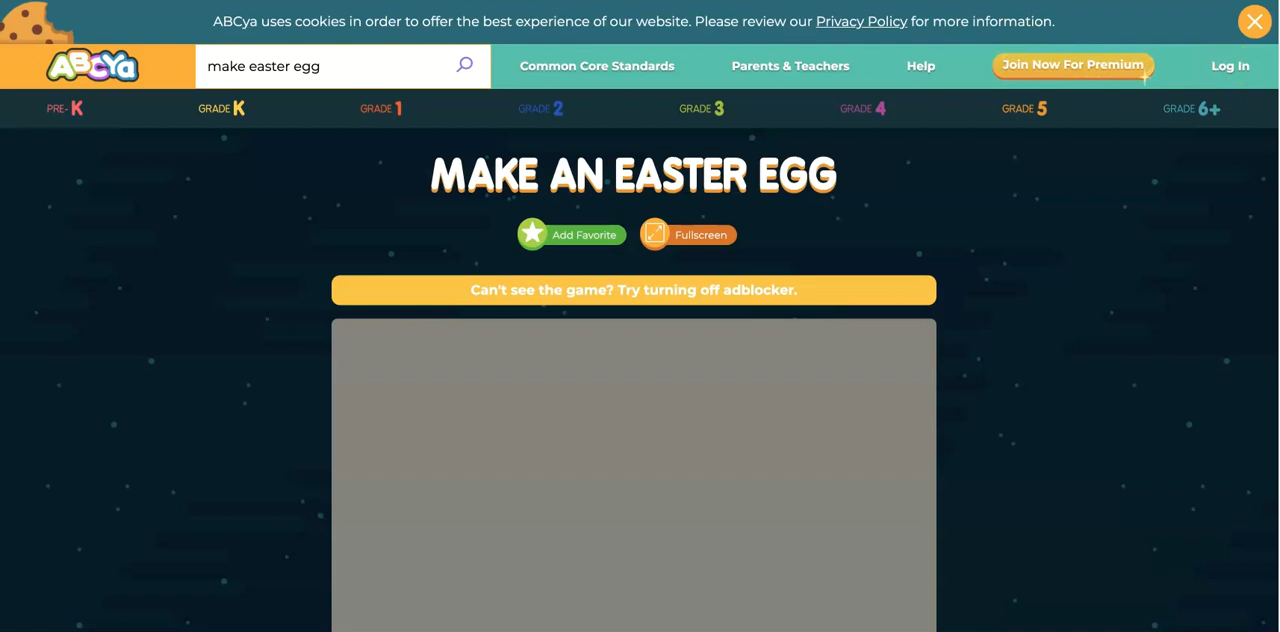 ABCya uses cookies in order to offer the best experience of our website. Please review our Privacy Policy for more information.
ABCYa
make easter egg
Common Core Standards
Parents & Teachers
Help
Join Now For Premium
Log In
PRE-K
GRADE K
GRADE 1
GRADE 2
GRADE 3
GRADE 4
GRADE 5
GRADE 6+
MAKE AN EASTER EGG
Add Favorite
Fullscreen
Can't see the game? Try turning off adblocker.